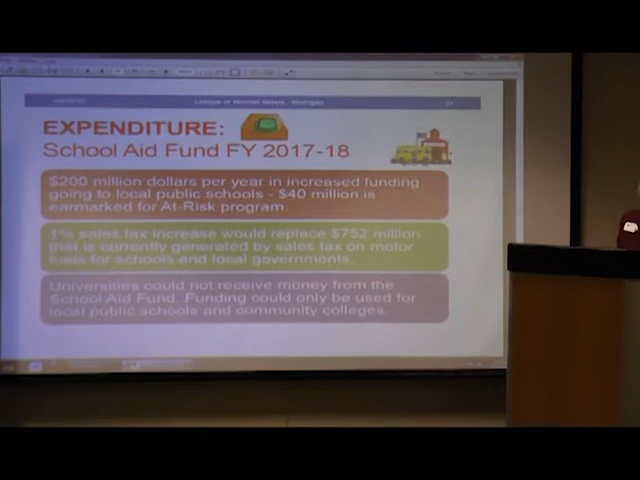 League of Women Voters - Michigan
EXPENDITURE:
School Aid Fund FY 2017-18
$200 million dollars per year in increased funding
going to local public schools - $40 million is
earmarked for At-Risk program.
1% sales tax increase would replace $752 million
that is currently generated by sales tax on motor
fuels for schools and local governments.
Universities could not receive money from the
School Aid Fund. Funding could only be used for
local public schools and community colleges.